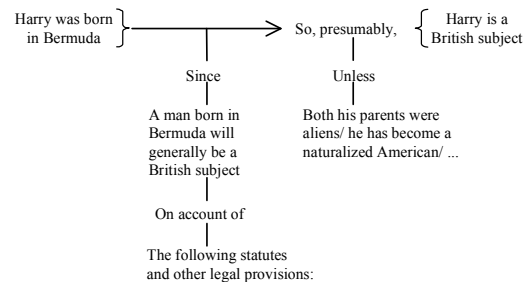 Harry was born
in Bermuda
So, presumably,
Harry is a
British subject
Since
Unless
A man born in
Bermuda will
generally be a
British subject
Both his parents were
aliens/ he has become a
naturalized American/ ...
On account of
The following statutes
and other legal provisions: